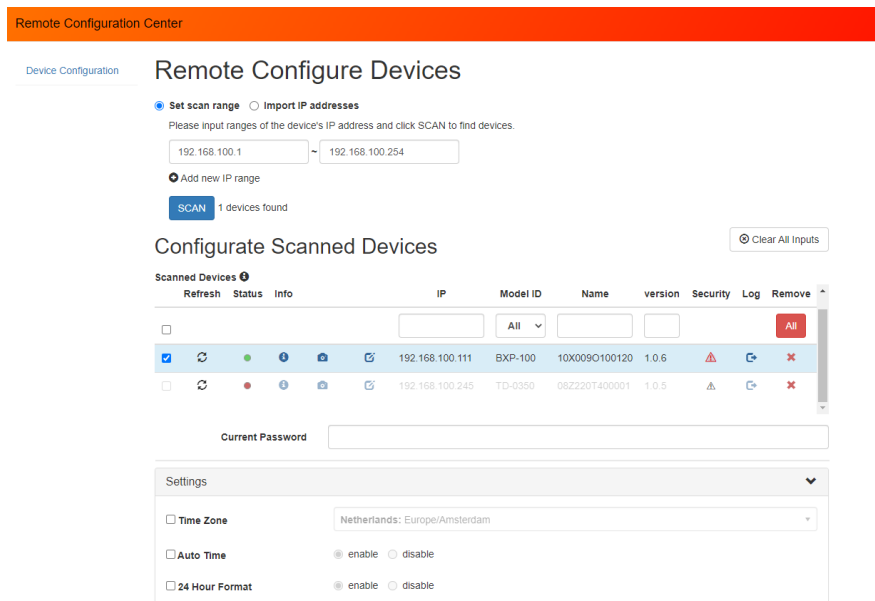 Remote Configuration Center
Device Configuration
Remote Configure Devices
Set scan range Import IP addresses
Please input ranges of the device's IP address and click SCAN to find devices.
192.168.100.1 ~ 192.168.100.254
Add new IP range
SCAN 1 devices found
Clear All Inputs
Configurate Scanned Devices
Scanned Devices
Refresh Status Info IP Model ID Name version Security Log Remove
All All
192.168.100.111 BXP-100 10X009O100120 1.0.6
192.168.100.245 TD-0350 08Z220T400001 1.0.5
Current Password
Settings
Time Zone Netherlands: Europe/Amsterdam
Auto Time enable disable
24 Hour Format enable disable